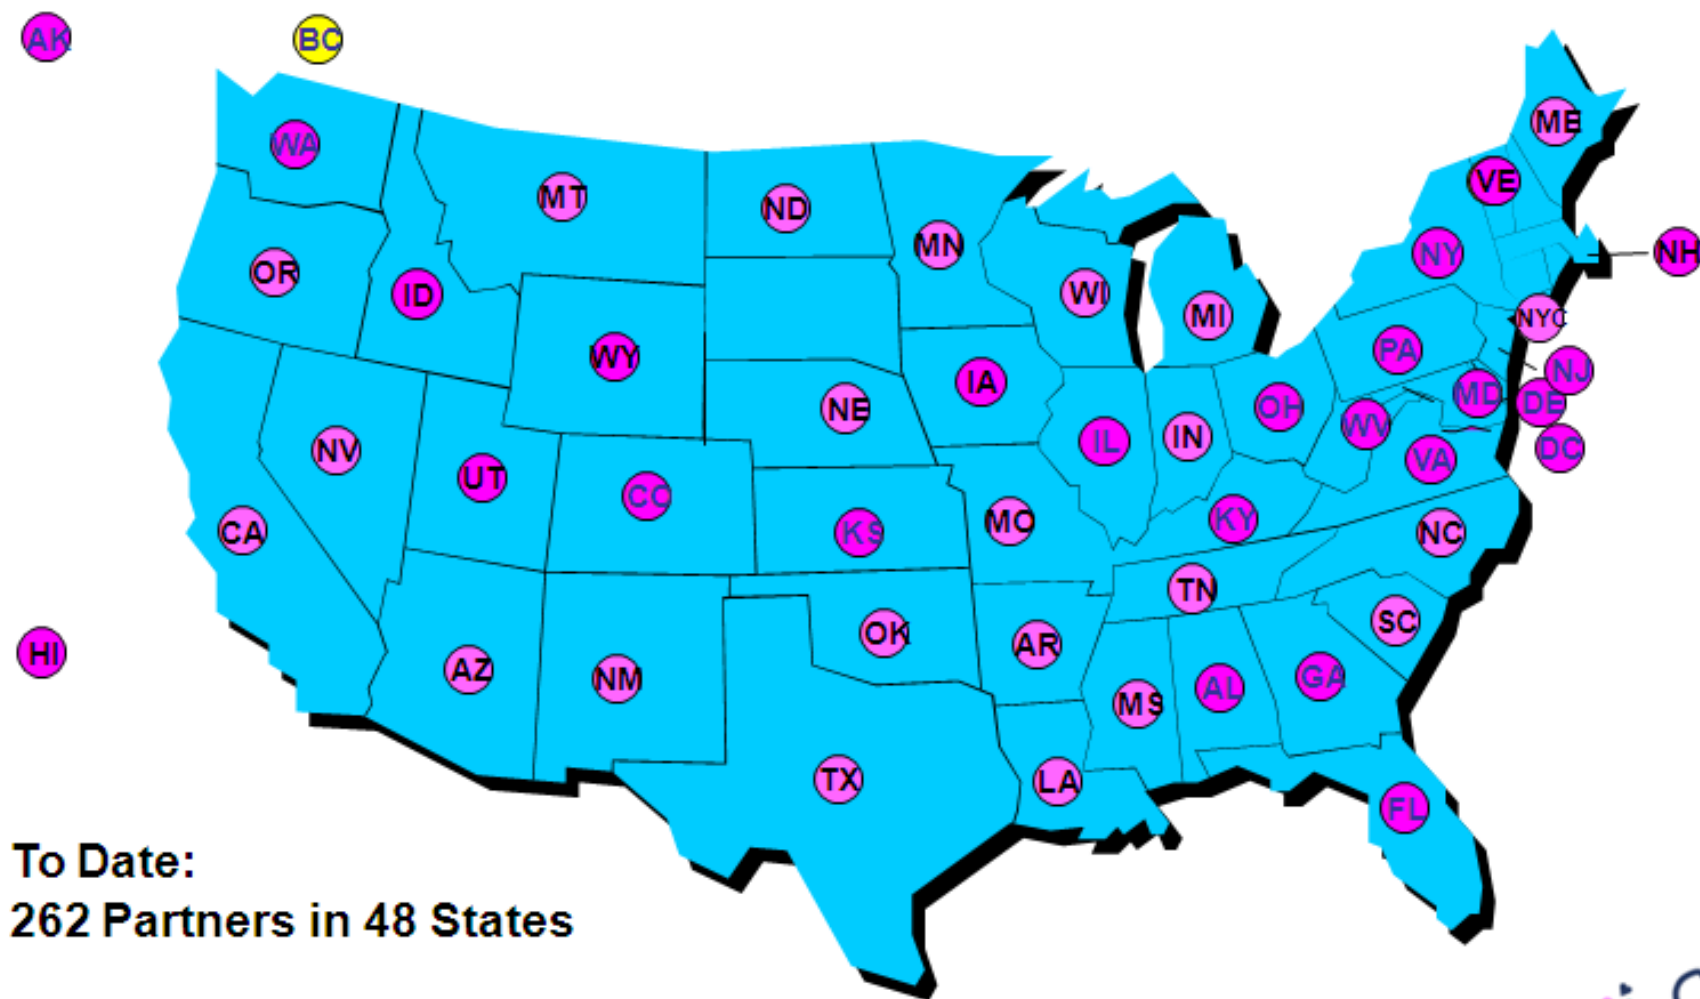 AK
BC
ME
WA
VE
MT
ND
MN
NY
NH
OR
ID
WI
MI
NYC
WY
PA
NJ
IA
NE
OH
MD
DE
WV
IL
IN
DC
NV
UT
VA
CO
KS
MO
KY
CA
NC
TN
SC
HI
OK
AR
AZ
NM
GA
AL
MS
TX
LA
FL
To Date:
262 Partners in 48 States